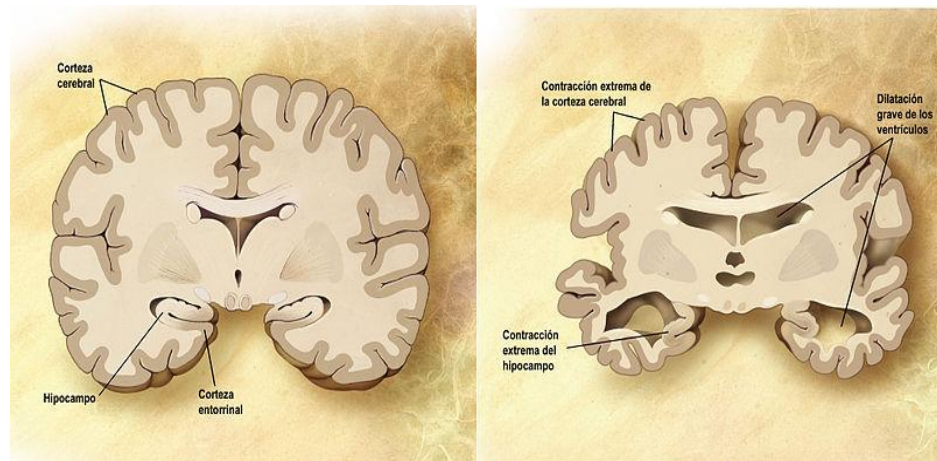 Corteza
cerebral
Hipocampo
Corteza
entorrinal
Contracción extrema de
la corteza cerebral
Dilatación
grave de los
ventrículos
Contracción
extrema del
hipocampo